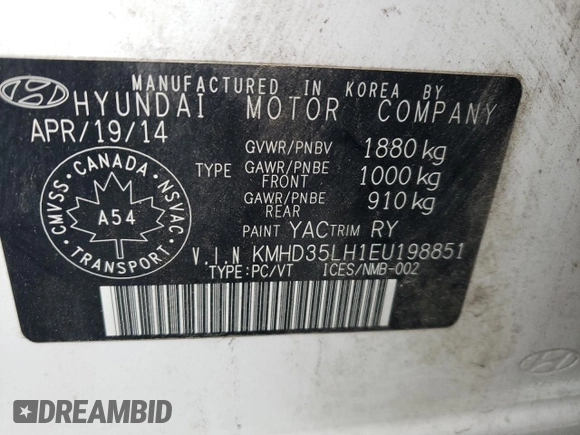 MANUFACTURED IN KOREA BY
HYUNDAI MOTOR COMPANY
APR/19/14
GVWR/PNBV 1880 kg
TYPE GAWR/PNBE FRONT 1000 kg
GAWR/PNBE REAR 910 kg
PAINT YAC TRIM RY
V.I.N KMHD35LH1EU198851
TYPE:PC/VT ICES/NMB-002
CANADA
CMVSS NSVAC
A54
TRANSPORT
DREAMBID